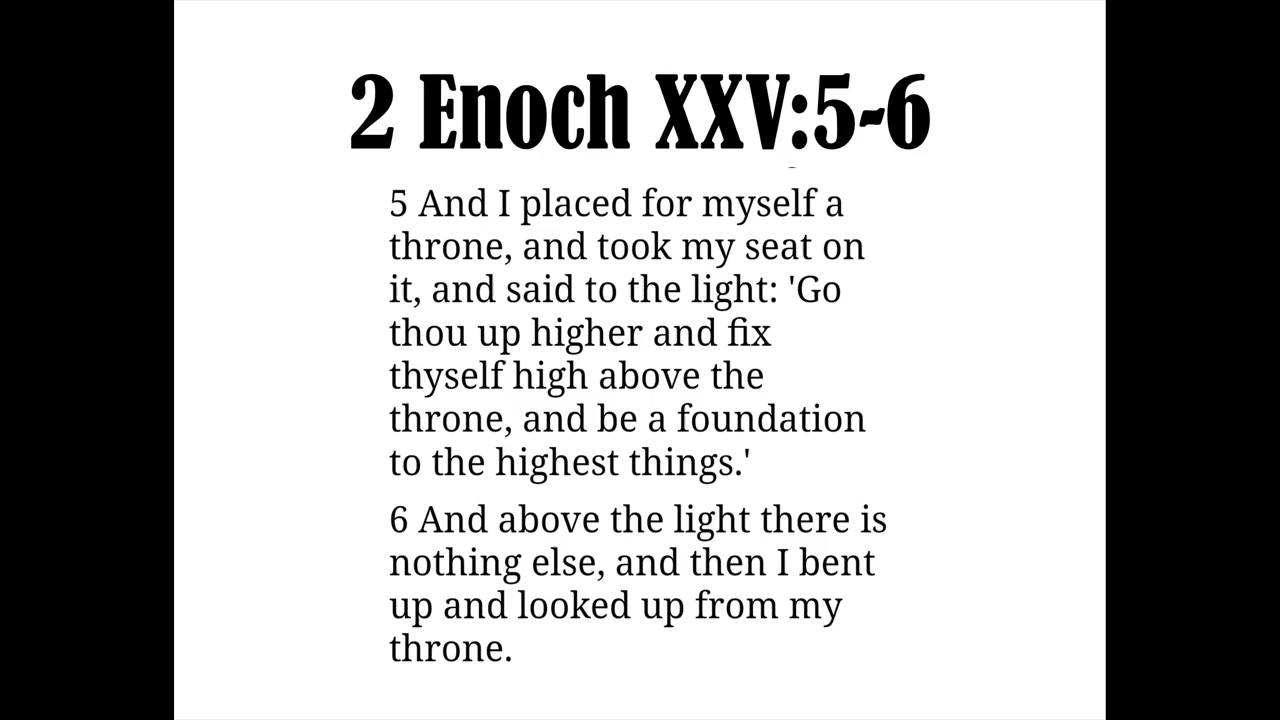 2 Enoch XXV:5-6
5 And I placed for myself a
throne, and took my seat on
it, and said to the light: 'Go
thou up higher and fix
thyself high above the
throne, and be a foundation
to the highest things.'
6 And above the light there is
nothing else, and then I bent
up and looked up from my
throne.